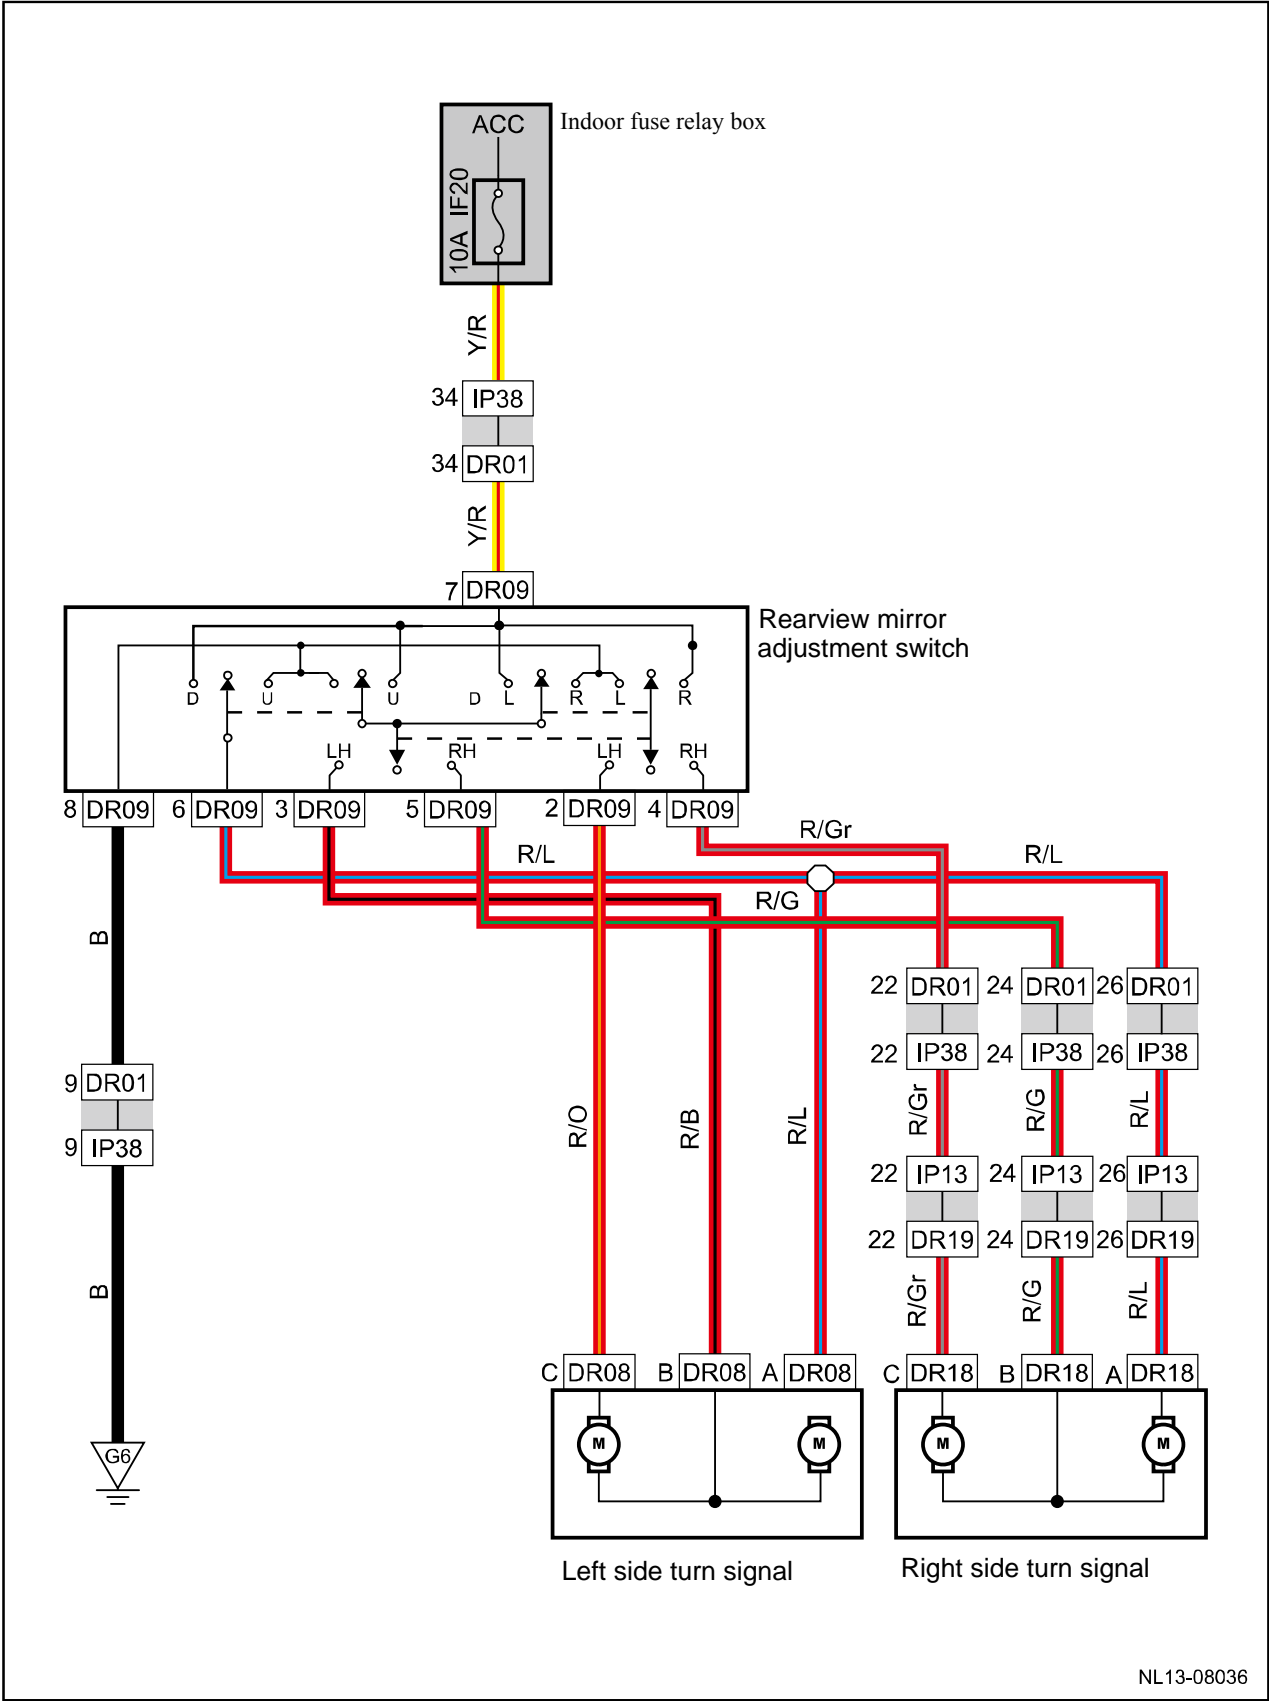 ACC
Indoor fuse relay box
10A IF20
Y/R
34 IP38
34 DR01
Y/R
7 DR09
Rearview mirror
adjustment switch
D U U D L R L R
LH RH LH RH
8 DR09 6 DR09 3 DR09 5 DR09 2 DR09 4 DR09
R/Gr
R/L R/L
R/G
B
22 DR01 24 DR01 26 DR01
22 IP38 24 IP38 26 IP38
9 DR01
9 IP38
R/O R/B R/L R/Gr R/G R/L
22 IP13 24 IP13 26 IP13
22 DR19 24 DR19 26 DR19
B
R/Gr R/G R/L
C DR08 B DR08 A DR08 C DR18 B DR18 A DR18
M M M M
G6
Left side turn signal
Right side turn signal
NL13-08036